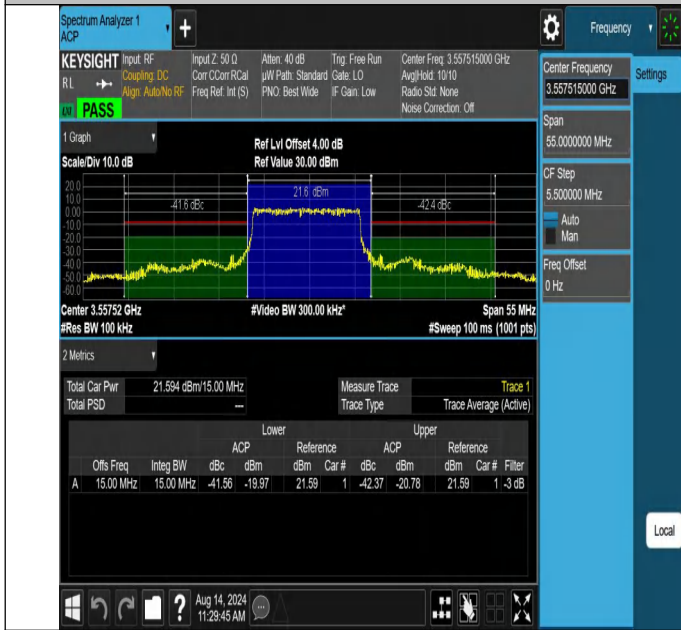 Spectrum Analyzer 1
ACP
+
Frequency
KEYSIGHT
RL
LXI
PASS
Input: RF
Coupling: DC
Align: Auto/No RF
Input Z: 50 Ω
Corr CCorr RCal
Freq Ref: Int (S)
Atten: 40 dB
µW Path: Standard
PNO: Best Wide
Trig: Free Run
Gate: LO
IF Gain: Low
Center Freq: 3.557515000 GHz
Avg|Hold: 10/10
Radio Std: None
Noise Correction: Off
Center Frequency
3.557515000 GHz
Settings
Span
55.0000000 MHz
CF Step
5.500000 MHz
Auto
Man
Freq Offset
0 Hz
1 Graph
Scale/Div 10.0 dB
Ref Lvl Offset 4.00 dB
Ref Value 30.00 dBm
20.0
10.0
0.00
-10.0
-20.0
-30.0
-40.0
-50.0
-60.0
-41.6 dBc
21.6 dBm
-42.4 dBc
Center 3.55752 GHz
#Video BW 300.00 kHz*
Span 55 MHz
#Res BW 100 kHz
#Sweep 100 ms (1001 pts)
2 Metrics
Total Car Pwr 21.594 dBm/15.00 MHz
Total PSD ---
Measure Trace Trace 1
Trace Type Trace Average (Active)
Lower Upper
ACP Reference ACP Reference
Offs Freq Integ BW dBc dBm dBm Car # dBc dBm dBm Car # Filter
A 15.00 MHz 15.00 MHz -41.56 -19.97 21.59 1 -42.37 -20.78 21.59 1 -3 dB
Local
?
Aug 14, 2024
11:29:45 AM